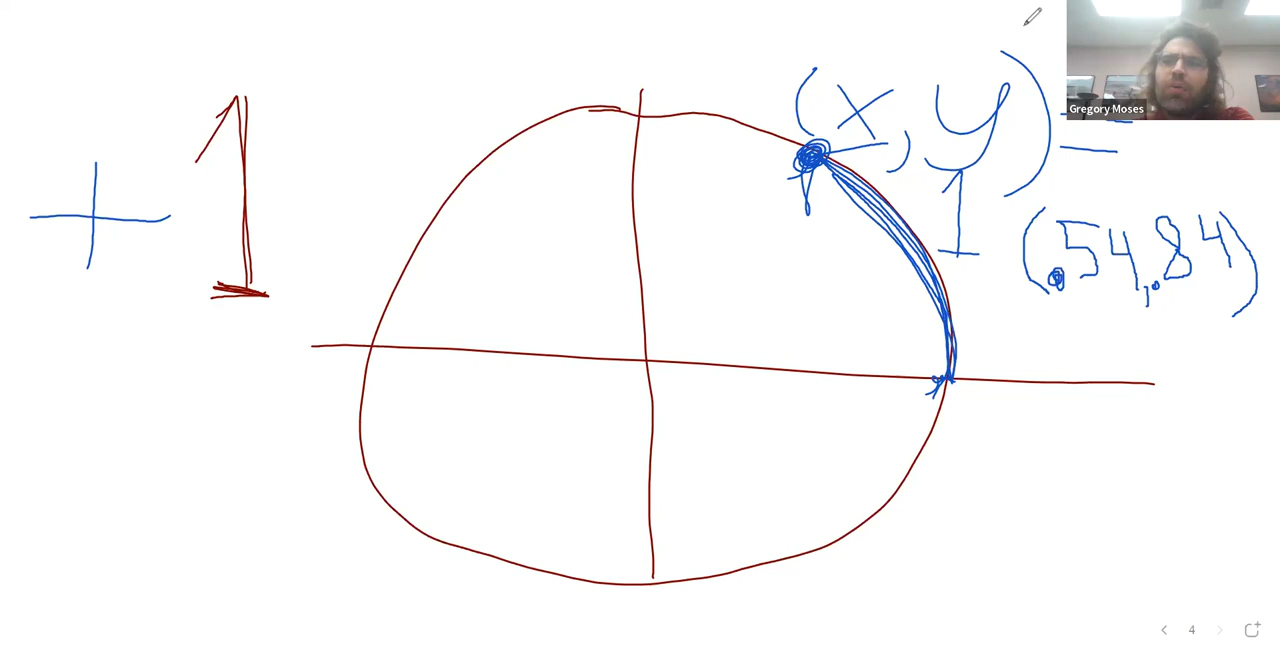 + 1
(x, y) =
1
(.54, .84)
Gregory Moses
4